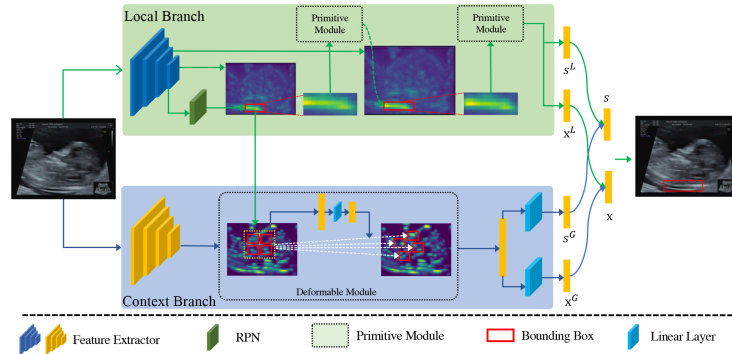 Local Branch
Primitive
Module
Primitive
Module
s^L
x^L
s
x
s^G
x^G
Deformable Module
Context Branch
Feature Extractor
RPN
Primitive Module
Bounding Box
Linear Layer